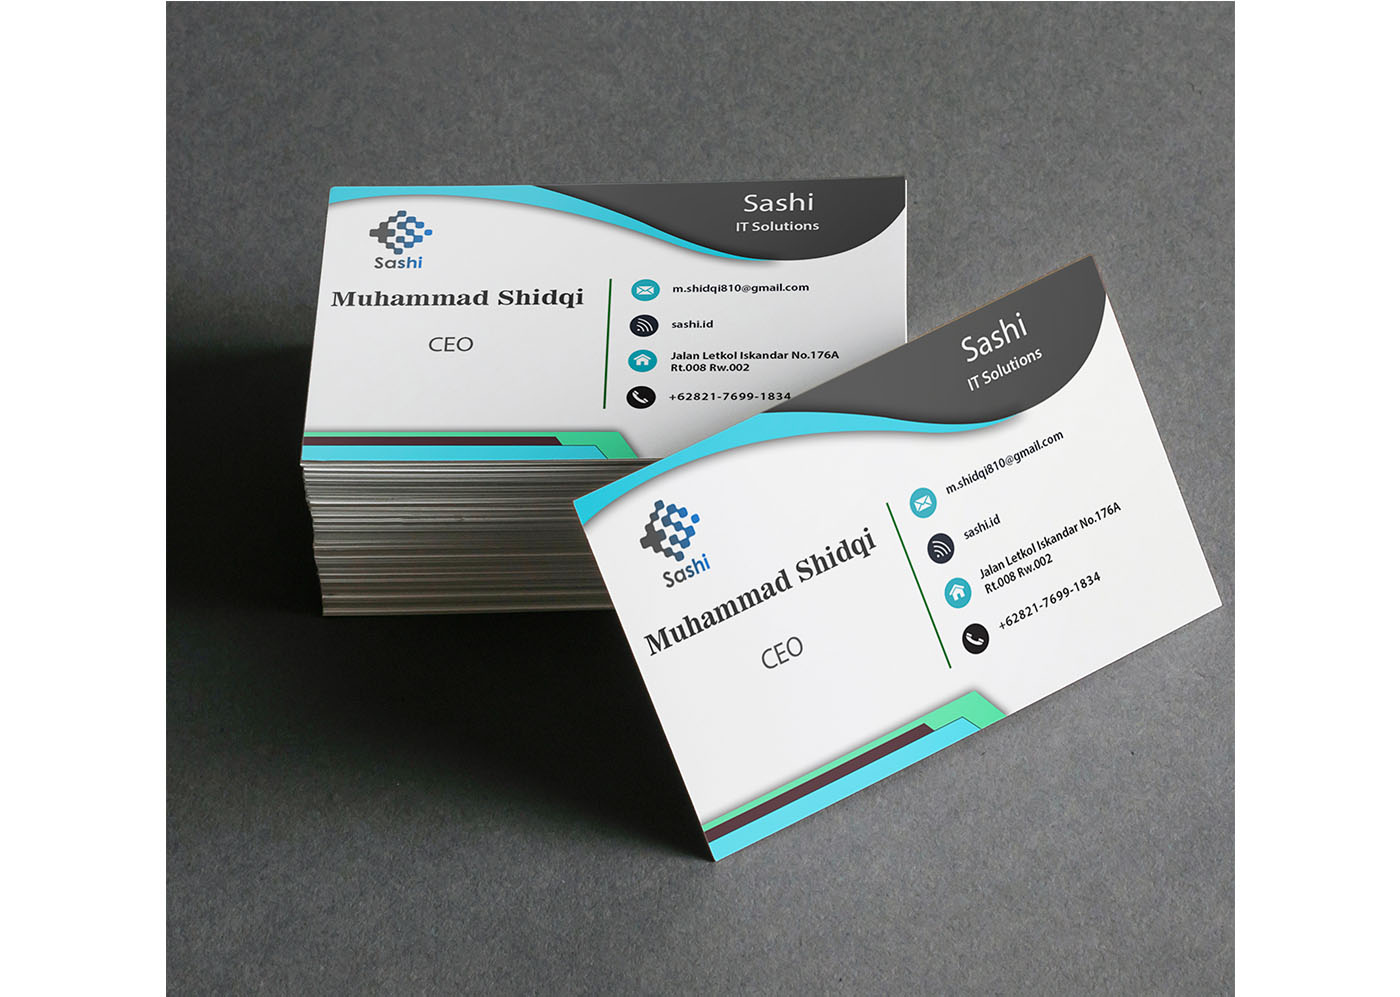 Sashi
IT Solutions
Sashi
Muhammad Shidqi
CEO
m.shidqi810@gmail.com
sashi.id
Jalan Letkol Iskandar No.176A
Rt.008 Rw.002
+62821-7699-1834
Sashi
IT Solutions
Sashi
Muhammad Shidqi
CEO
m.shidqi810@gmail.com
sashi.id
Jalan Letkol Iskandar No.176A
Rt.008 Rw.002
+62821-7699-1834